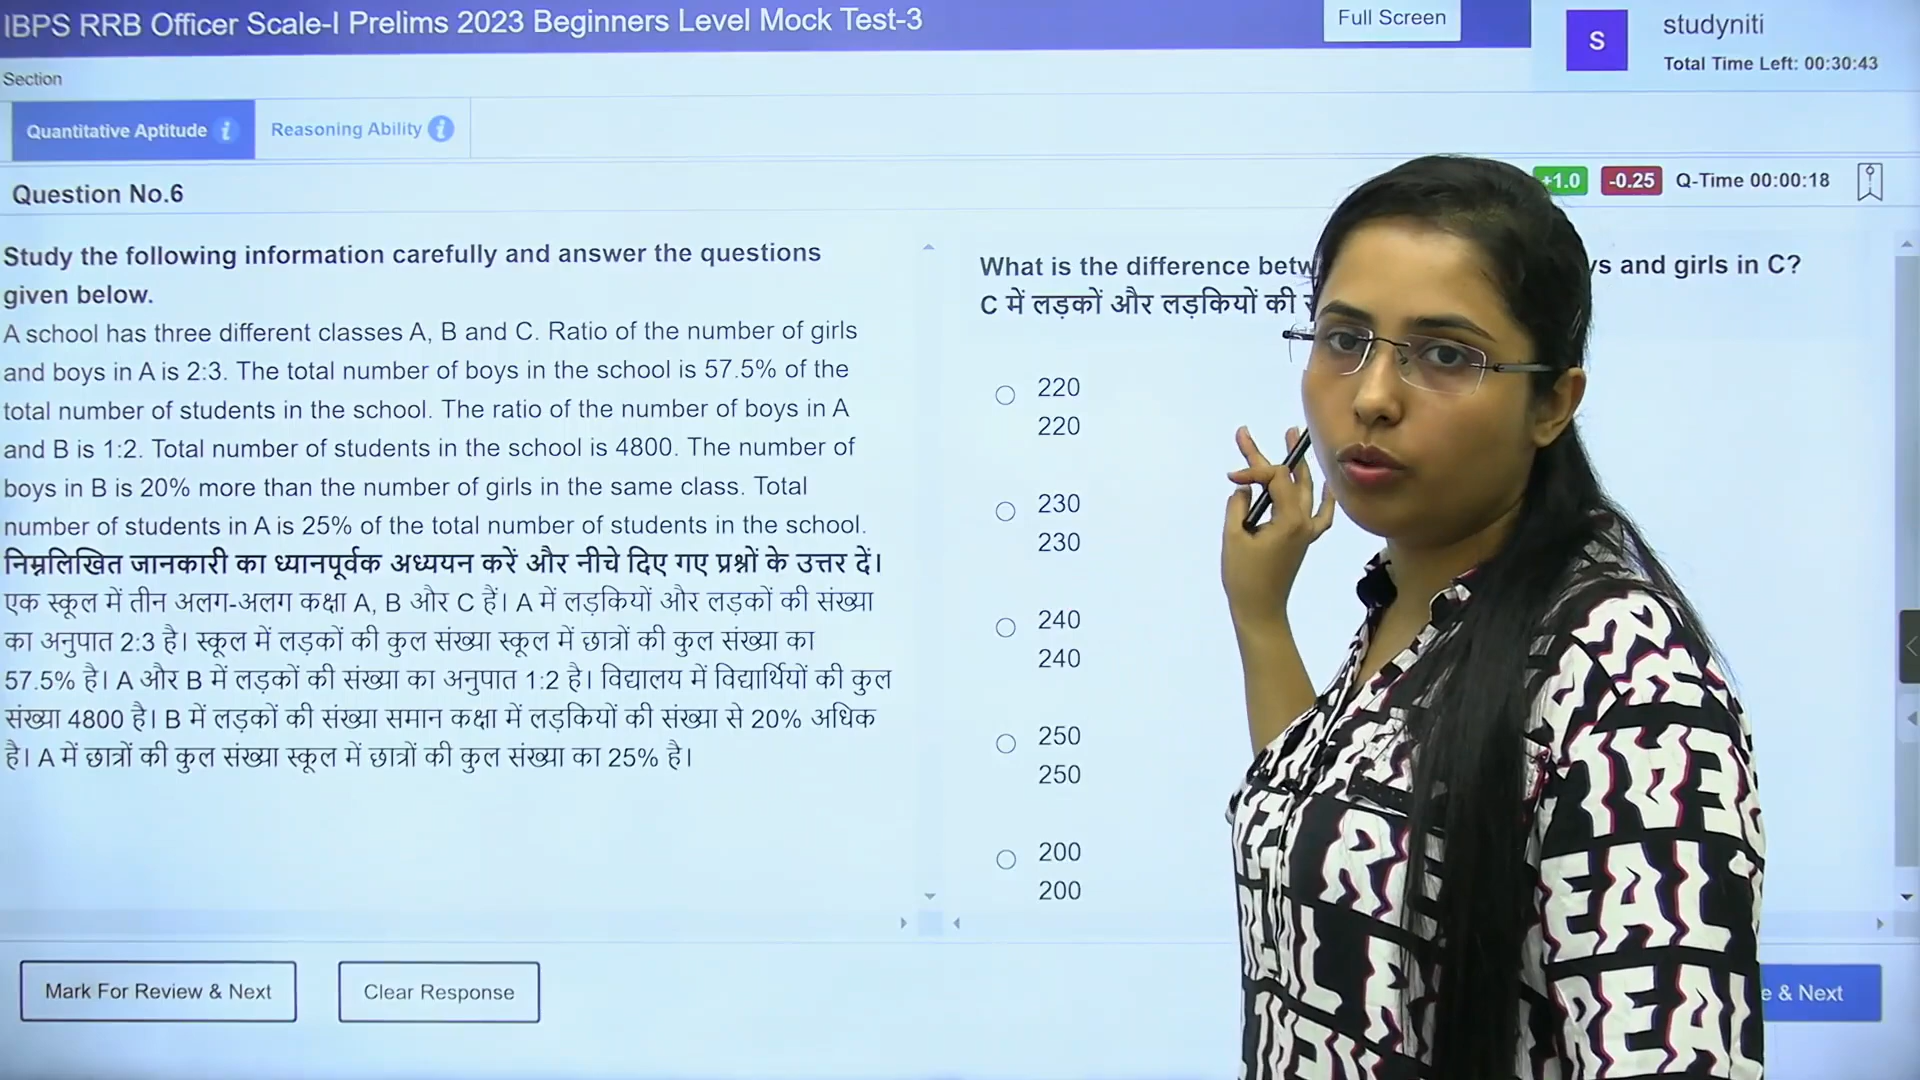 IBPS RRB Officer Scale-I Prelims 2023 Beginners Level Mock Test-3
Full Screen
S
studyniti
Total Time Left: 00:30:43
Section
Quantitative Aptitude i
Reasoning Ability i
Question No.6
+1.0
-0.25
Q-Time 00:00:18
Study the following information carefully and answer the questions
given below.
A school has three different classes A, B and C. Ratio of the number of girls
and boys in A is 2:3. The total number of boys in the school is 57.5% of the
total number of students in the school. The ratio of the number of boys in A
and B is 1:2. Total number of students in the school is 4800. The number of
boys in B is 20% more than the number of girls in the same class. Total
number of students in A is 25% of the total number of students in the school.
निम्नलिखित जानकारी का ध्यानपूर्वक अध्ययन करें और नीचे दिए गए प्रश्नों के उत्तर दें।
एक स्कूल में तीन अलग-अलग कक्षा A, B और C हैं। A में लड़कियों और लड़कों की संख्या
का अनुपात 2:3 है। स्कूल में लड़कों की कुल संख्या स्कूल में छात्रों की कुल संख्या का
57.5% है। A और B में लड़कों की संख्या का अनुपात 1:2 है। विद्यालय में विद्यार्थियों की कुल
संख्या 4800 है। B में लड़कों की संख्या समान कक्षा में लड़कियों की संख्या से 20% अधिक
है। A में छात्रों की कुल संख्या स्कूल में छात्रों की कुल संख्या का 25% है।
What is the difference and girls in C?
C में लड़कों और लड़कियों की
220
220
230
230
240
240
250
250
200
200
Mark For Review & Next
Clear Response
& Next